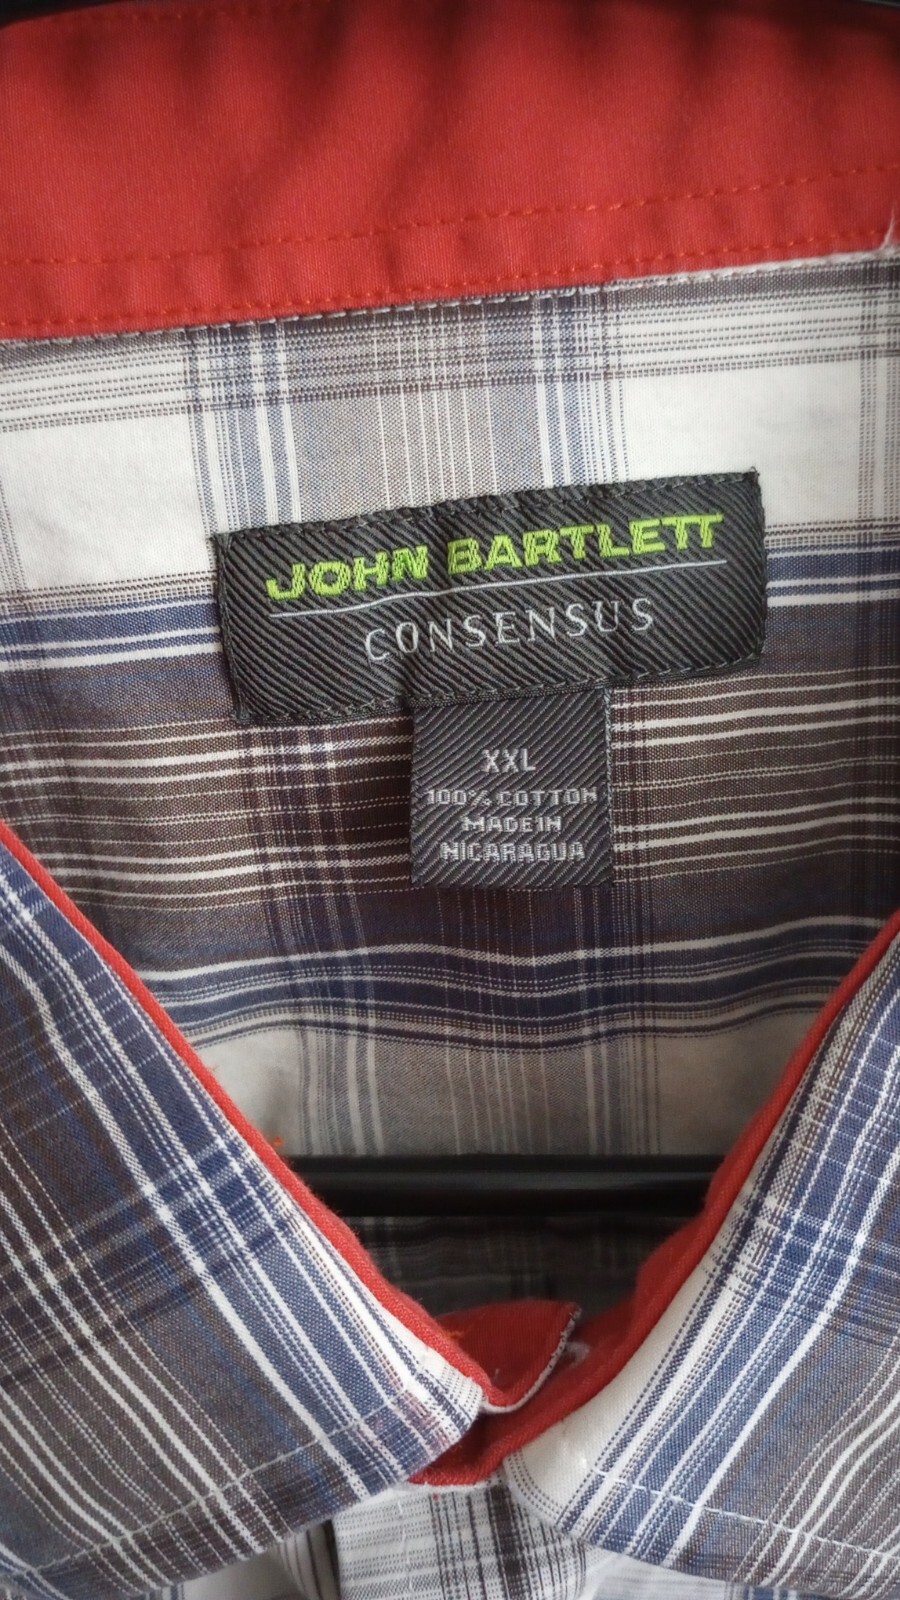 JOHN BARTLETT
CONSENSUS
XXL
100% COTTON
MADE IN
NICARAGUA